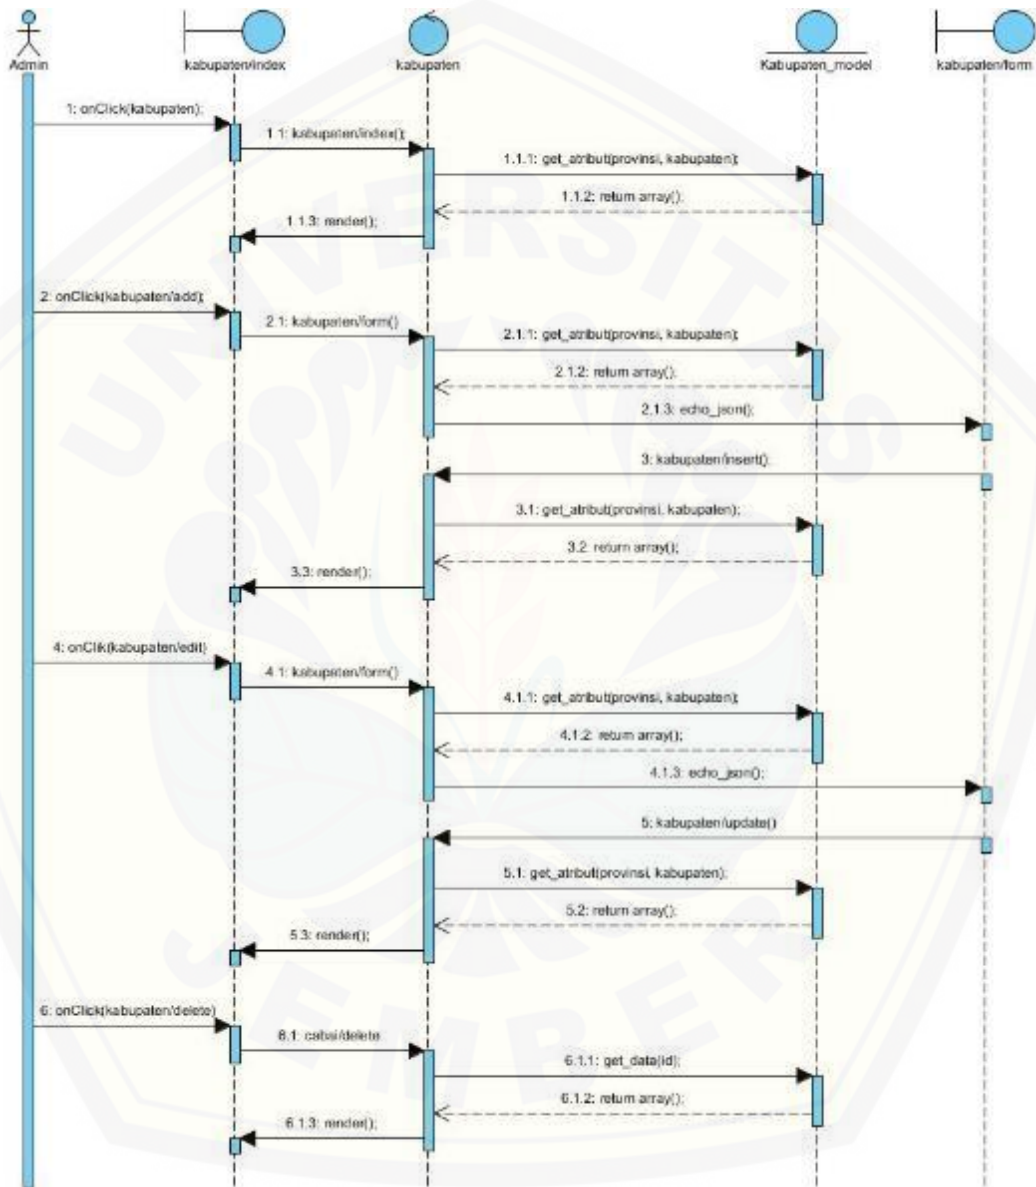 Admin
kabupaten/index
kabupaten
Kabupaten_model
kabupaten/form
1: onClick(kabupaten);
1.1: kabupaten/index();
1.1.1: get_atribut(provinsi, kabupaten);
1.1.2: return array();
1.1.3: render();
2: onClick(kabupaten/add);
2.1: kabupaten/form()
2.1.1: get_atribut(provinsi, kabupaten);
2.1.2: return array();
2.1.3: echo_json();
3: kabupaten/insert();
3.1: get_atribut(provinsi, kabupaten);
3.2: return array();
3.3: render();
4: onClik(kabupaten/edit)
4.1: kabupaten/form()
4.1.1: get_atribut(provinsi, kabupaten);
4.1.2: return array();
4.1.3: echo_json();
5: kabupaten/update()
5.1: get_atribut(provinsi, kabupaten);
5.2: return array();
5.3: render();
6: onClick(kabupaten/delete)
6.1: cabai/delete
6.1.1: get_data(id);
6.1.2: return array();
6.1.3: render();
UNIVERSITAS
JEMBER